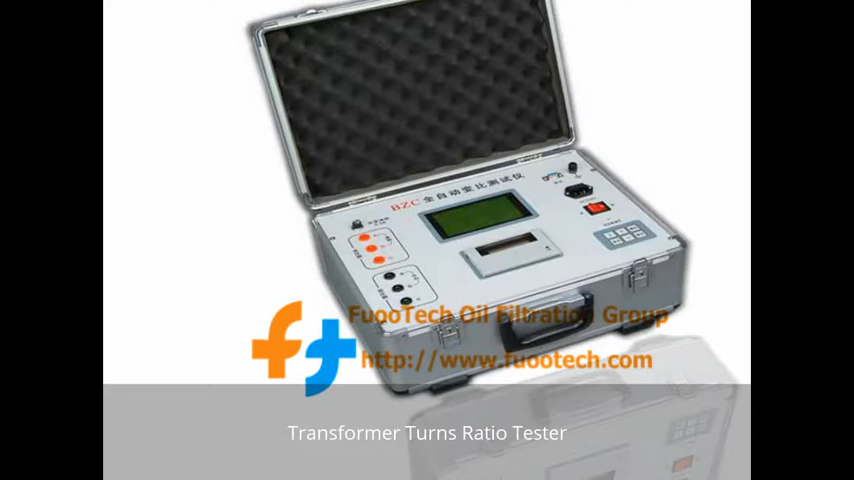 BZC 全自动变比测试仪
FuooTech Oil Filtration Group
http://www.fuootech.com
Transformer Turns Ratio Tester